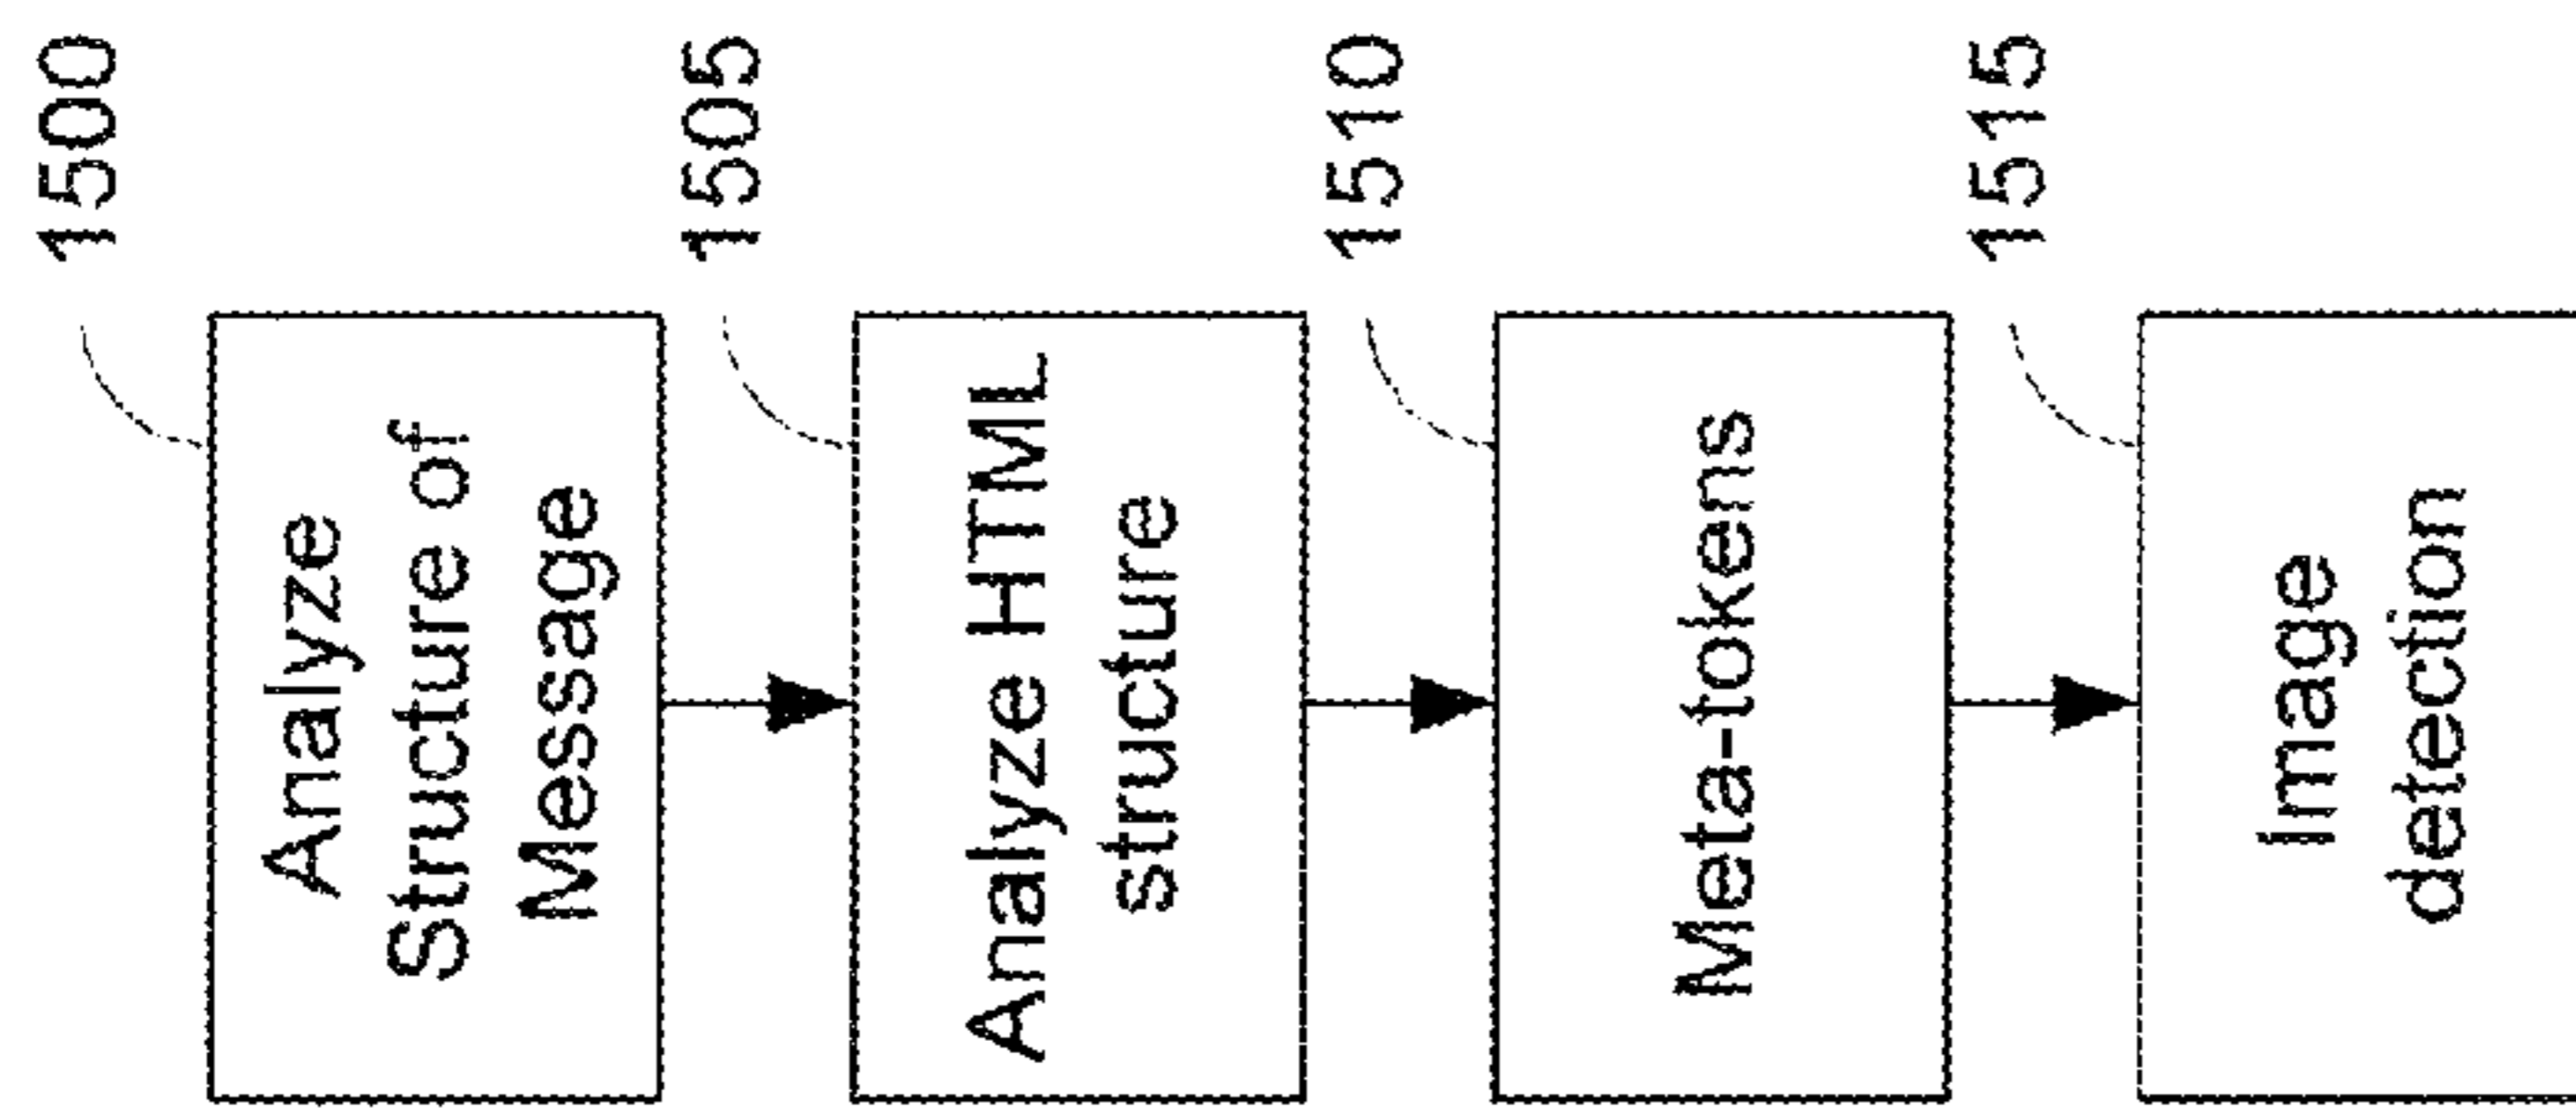 1500
Analyze
Structure of
Message
1505
Analyze HTML
structure
1510
Meta-tokens
1515
Image
detection